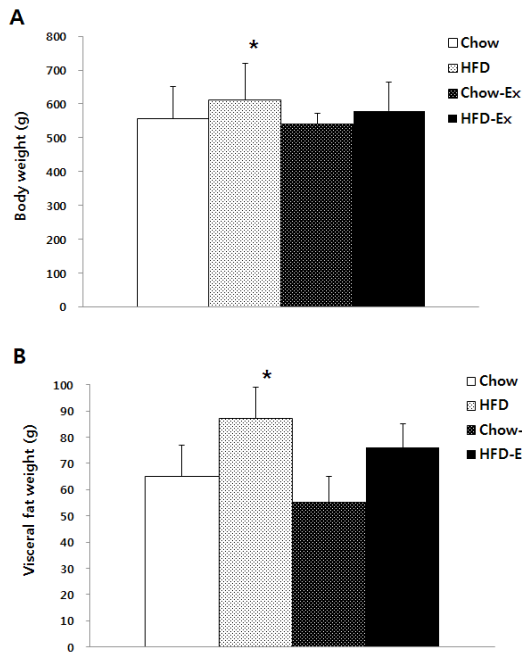 A
*
Body weight (g)
800
700
600
500
400
300
200
100
0
Chow
HFD
Chow-Ex
HFD-Ex
B
*
Visceral fat weight (g)
100
90
80
70
60
50
40
30
20
10
0
Chow
HFD
Chow-
HFD-E